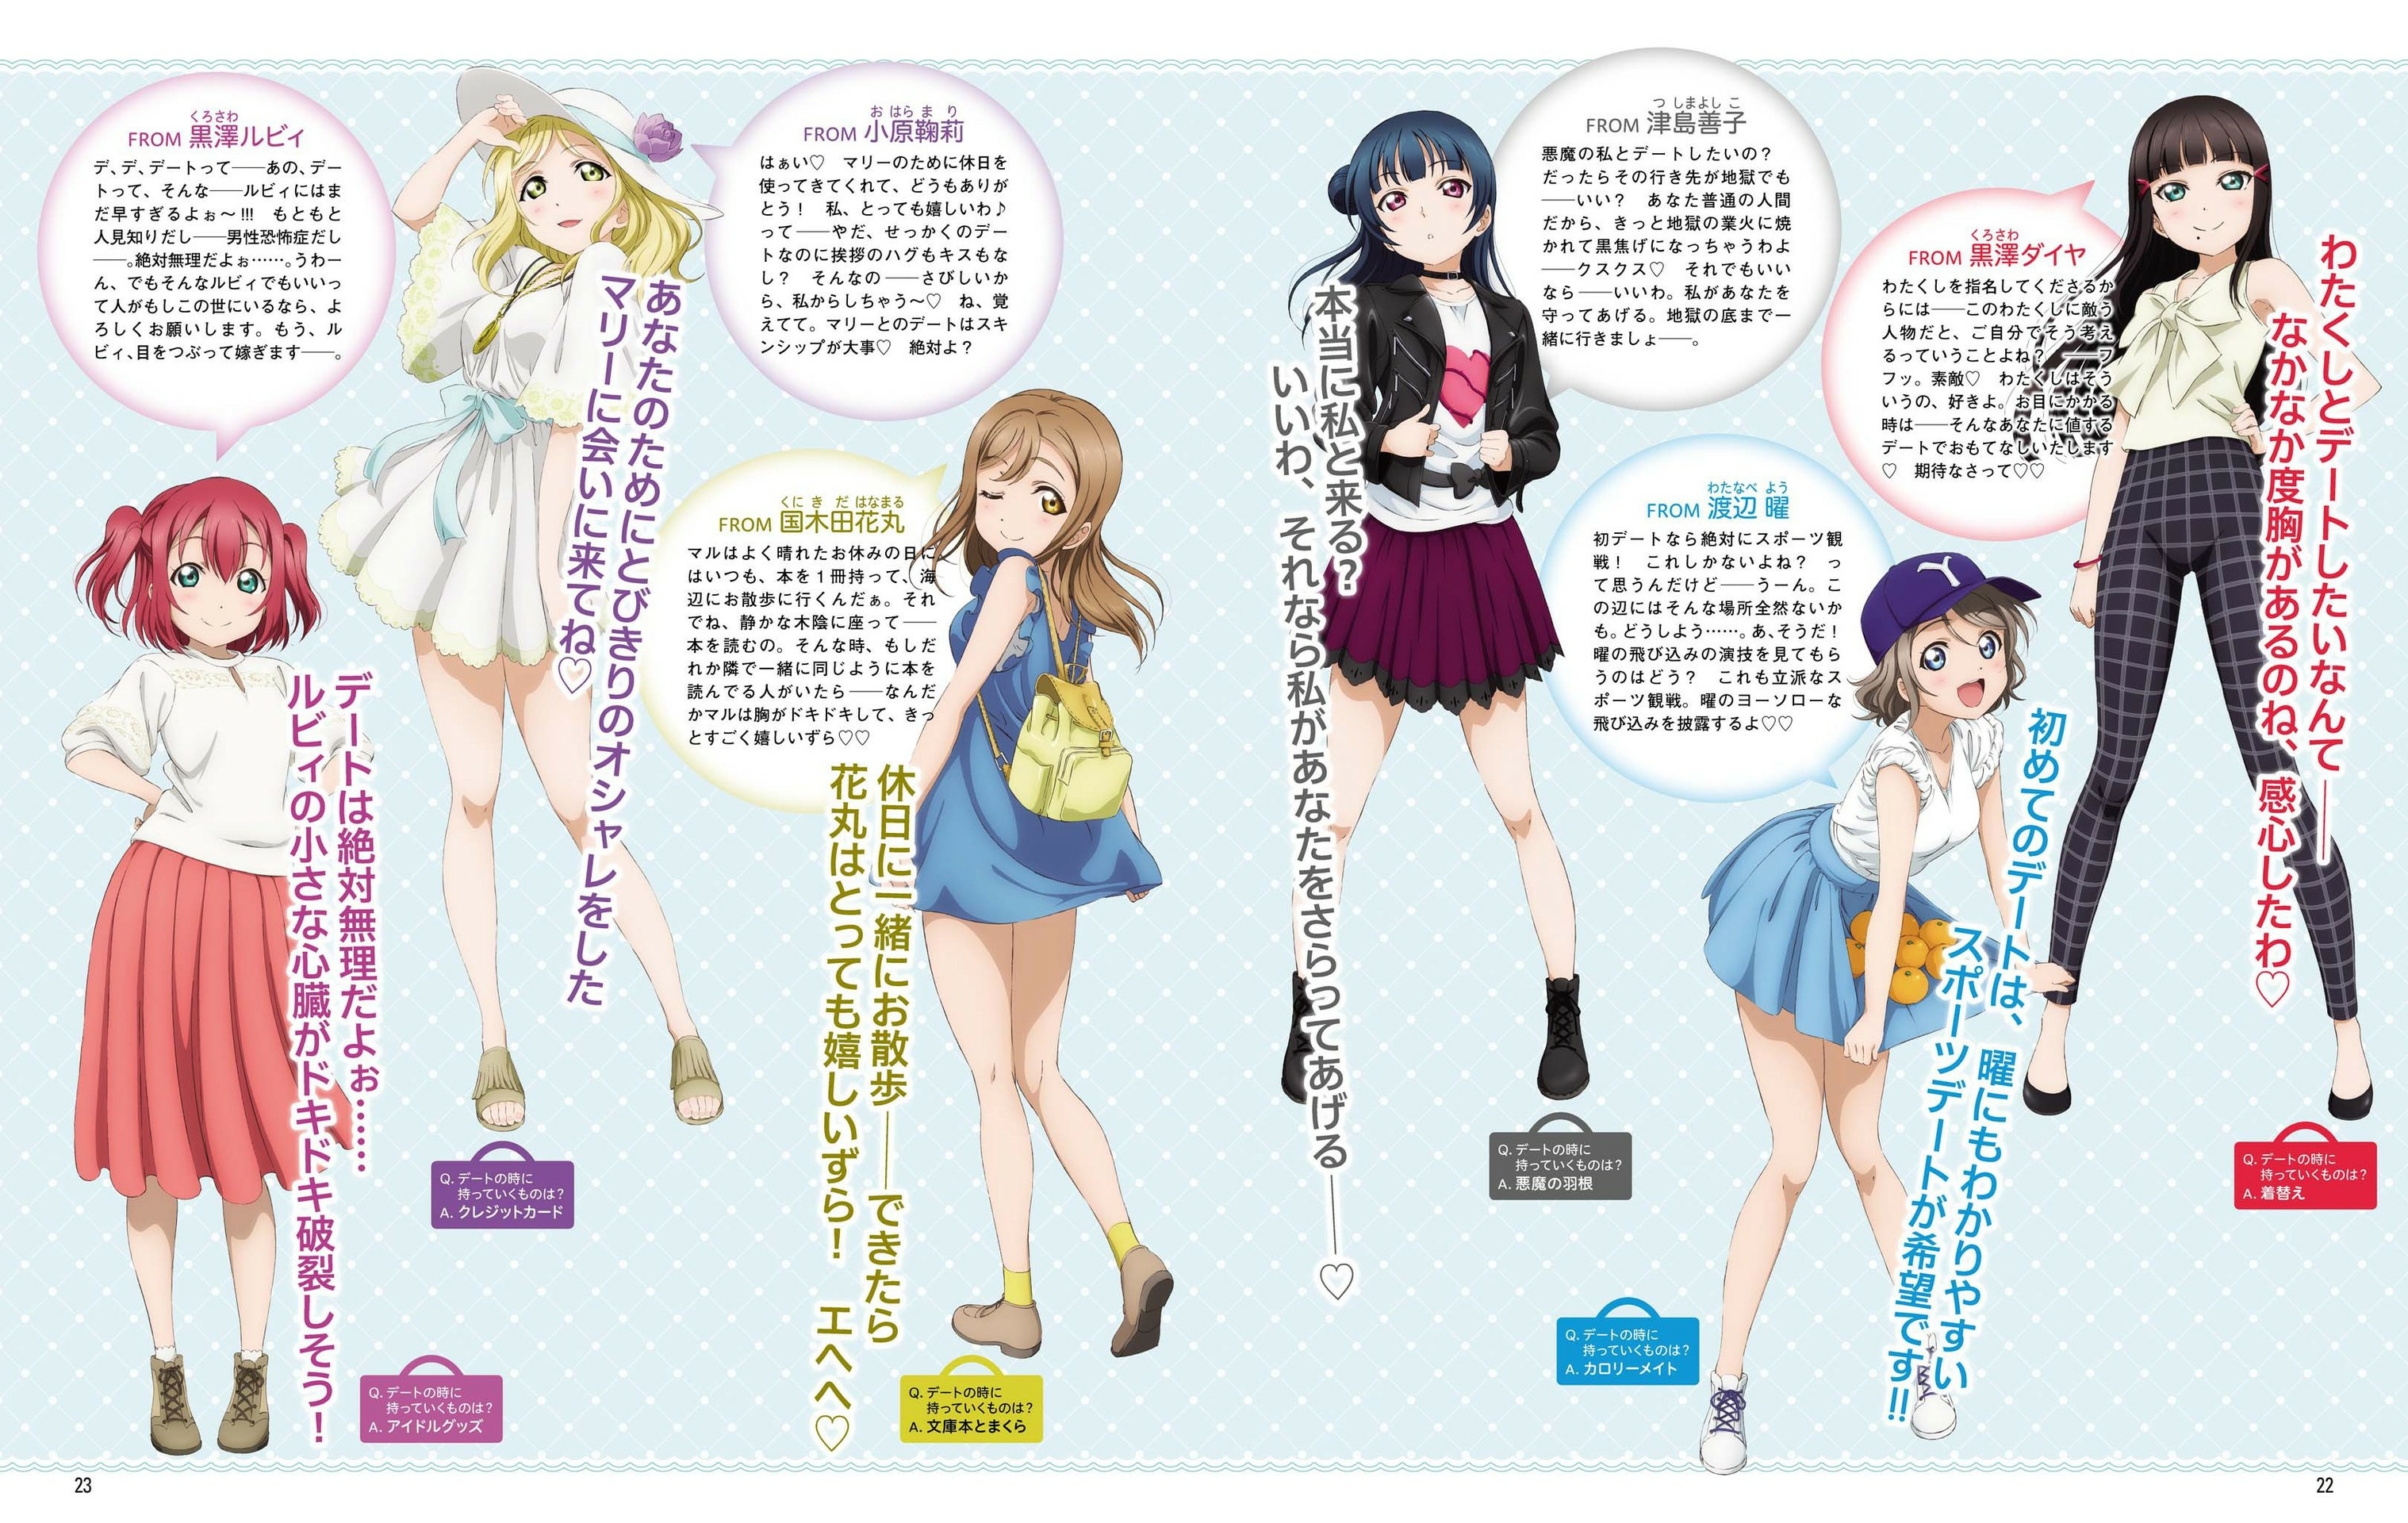 わたくしとデートしたいなんて――
なかなか度胸があるのね、感心したわ♡
くろさわ
FROM 黒澤ダイヤ
わたくしを指名してくださるか
らには――このわたくしに敵う
人物だと、ご自分でそう考え
るっていうことよね？　――フ
フッ。素敵♡　わたくしはそう
いうの、好きよ。お目にかかる
時は――そんなあなたに値する
デートでおもてなしいたします
♡　期待なさって♡♡
Q. デートの時に
持っていくものは？
A. 着替え
わたなべ よう
FROM 渡辺 曜
初デートなら絶対にスポーツ観
戦！　これしかないよね？　っ
て思うんだけど――うーん。こ
の辺にはそんな場所全然ないか
も。どうしよう……。あ、そうだ！
曜の飛び込みの演技を見てもら
うのはどう？　これも立派なス
ポーツ観戦。曜のヨーソローな
飛び込みを披露するよ♡♡
初めてのデートは、曜にもわかりやすい
スポーツデートが希望です!!
Y
Q. デートの時に
持っていくものは？
A. カロリーメイト
つ しまよし こ
FROM 津島善子
悪魔の私とデートしたいの？
だったらその行き先が地獄でも
――いい？　あなた普通の人間
だから、きっと地獄の業火に焼
かれて黒焦げになっちゃうわよ
――クスクス♡　それでもいい
なら――いいわ。私があなたを
守ってあげる。地獄の底まで一
緒に行きましょ――。
本当に私と来る？
いいわ、それなら私があなたをさらってあげる――♡
Q. デートの時に
持っていくものは？
A. 悪魔の羽根
お はら ま り
FROM 小原鞠莉
はぁい♡　マリーのために休日を
使ってきてくれて、どうもありが
とう！　私、とっても嬉しいわ♪
って――やだ、せっかくのデー
トなのに挨拶のハグもキスもな
し？　そんなの――さびしいか
ら、私からしちゃう～♡　ね、覚
えてて。マリーとのデートはスキ
ンシップが大事♡　絶対よ？
あなたのためにとびきりのオシャレをした
マリーに会いに来てね♡
Q. デートの時に
持っていくものは？
A. クレジットカード
くに き だ はなまる
FROM 国木田花丸
マルはよく晴れたお休みの日に
はいつも、本を1冊持って、海
辺にお散歩に行くんだぁ。それ
でね、静かな木陰に座って――
本を読むの。そんな時、もしだ
れか隣で一緒に同じように本を
読んでる人がいたら――なんだ
かマルは胸がドキドキして、きっ
とすごく嬉しいずら♡♡
休日に一緒にお散歩――できたら
花丸はとっても嬉しいずら！　エヘヘ♡
Q. デートの時に
持っていくものは？
A. 文庫本とまくら
くろさわ
FROM 黒澤ルビィ
デ、デ、デートって――あの、デー
トって、そんな――ルビィにはま
だ早すぎるよぉ～!!!　もともと
人見知りだし――男性恐怖症だし
――。絶対無理だよぉ……。うわー
ん、でもそんなルビィでもいいっ
て人がもしこの世にいるなら、よ
ろしくお願いします。もう、ル
ビィ、目をつぶって嫁ぎます――。
デートは絶対無理だよぉ……
ルビィの小さな心臓がドキドキ破裂しそう！
Q. デートの時に
持っていくものは？
A. アイドルグッズ
23
22